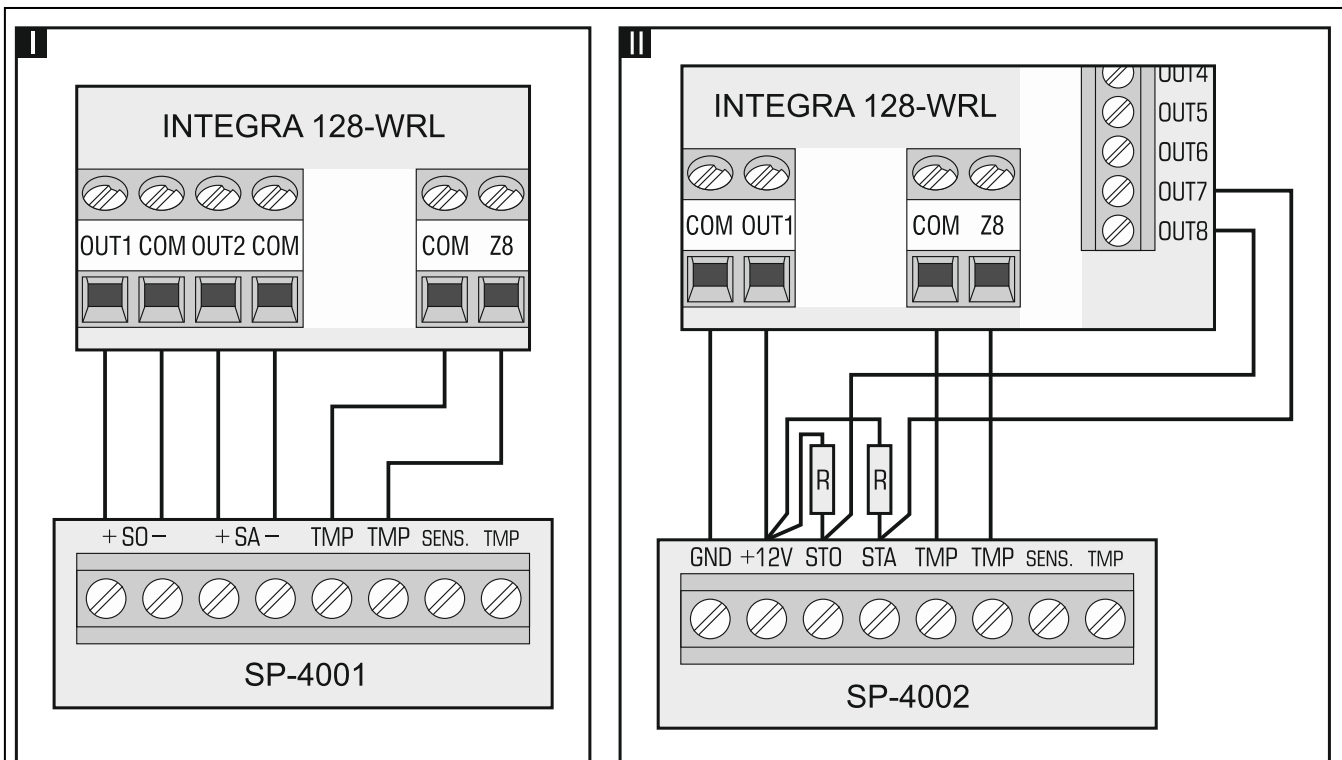 I
INTEGRA 128-WRL
OUT1 COM OUT2 COM
COM Z8
+ SO − + SA − TMP TMP SENS. TMP
SP-4001
II
INTEGRA 128-WRL
OUT4
OUT5
OUT6
OUT7
OUT8
COM OUT1
COM Z8
R R
GND +12V STO STA TMP TMP SENS. TMP
SP-4002